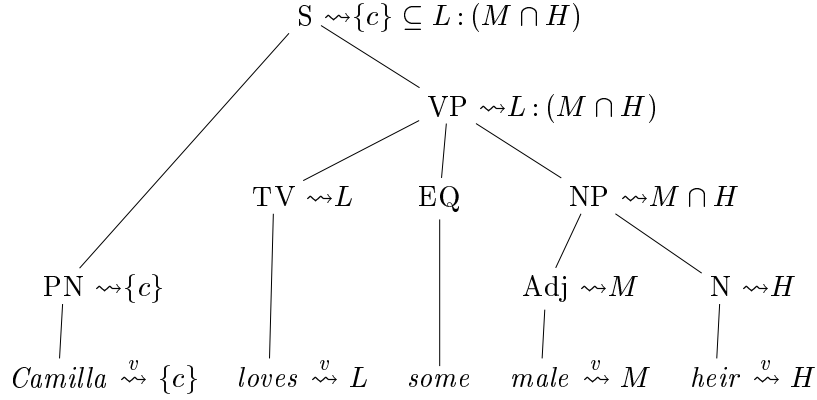 S ⇝ {c} ⊆ L : (M ∩ H)
VP ⇝ L : (M ∩ H)
TV ⇝ L EQ NP ⇝ M ∩ H
PN ⇝ {c} Adj ⇝ M N ⇝ H
Camilla ⇝ᵛ {c} loves ⇝ᵛ L some male ⇝ᵛ M heir ⇝ᵛ H